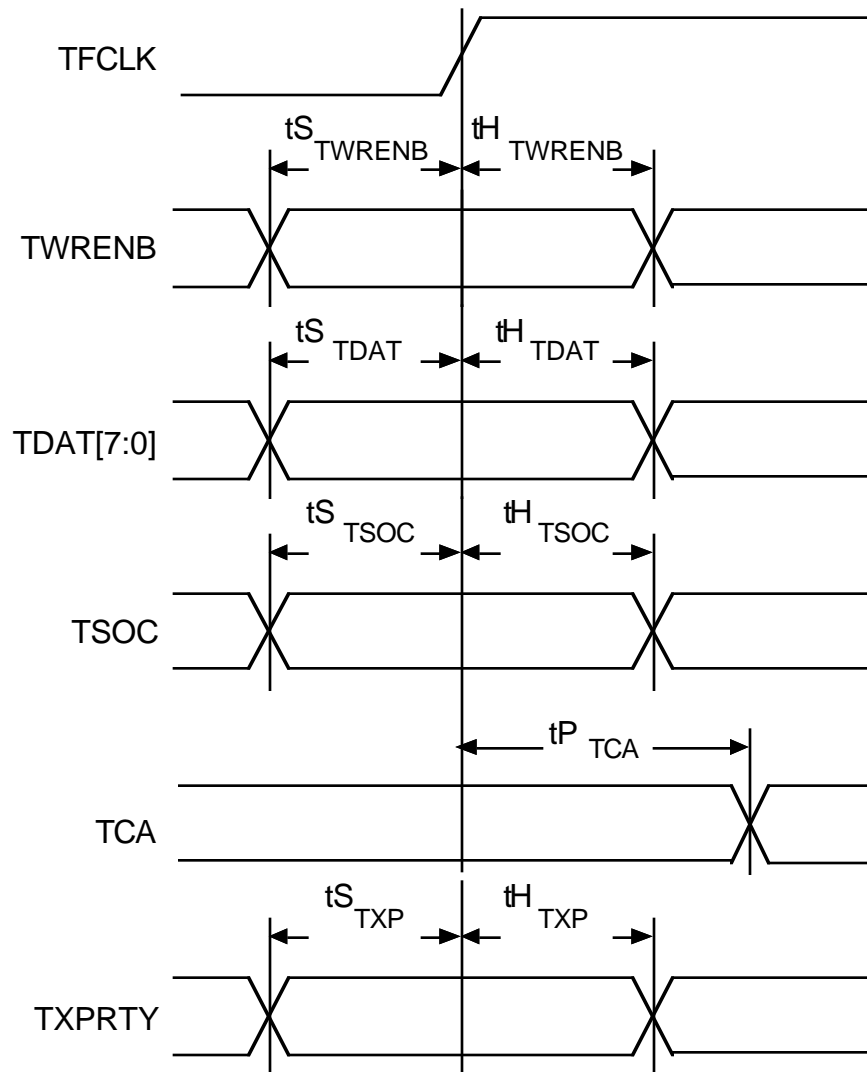 TFCLK
tS TWRENB
tH TWRENB
TWRENB
tS TDAT
tH TDAT
TDAT[7:0]
tS TSOC
tH TSOC
TSOC
tP TCA
TCA
tS TXP
tH TXP
TXPRTY